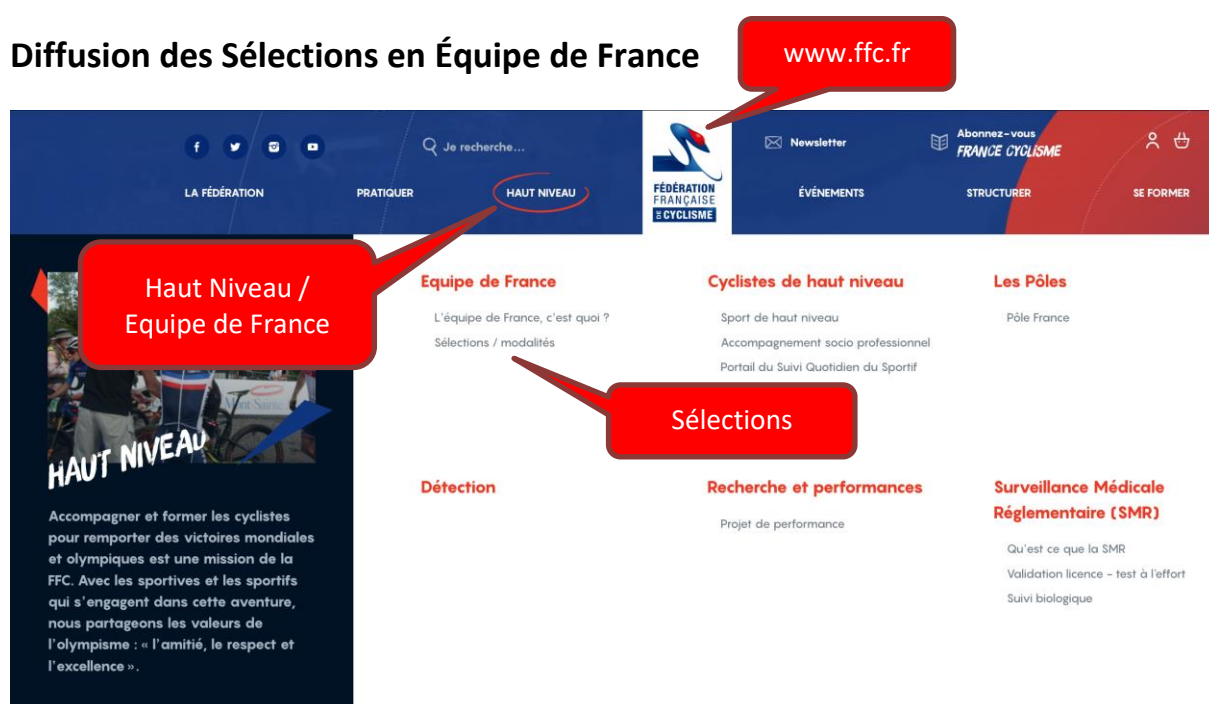 Diffusion des Sélections en Équipe de France
www.ffc.fr
Je recherche...
Newsletter
Abonnez-vous
FRANCE CYCLISME
LA FÉDÉRATION
PRATIQUER
HAUT NIVEAU
FÉDÉRATION
FRANÇAISE
DE CYCLISME
ÉVÉNEMENTS
STRUCTURER
SE FORMER
Haut Niveau /
Equipe de France
Equipe de France
L'équipe de France, c'est quoi ?
Sélections / modalités
Cyclistes de haut niveau
Sport de haut niveau
Accompagnement socio professionnel
Portail du Suivi Quotidien du Sportif
Les Pôles
Pôle France
Sélections
Mont-Sainte
HAUT NIVEAU
Accompagner et former les cyclistes
pour remporter des victoires mondiales
et olympiques est une mission de la
FFC. Avec les sportives et les sportifs
qui s'engagent dans cette aventure,
nous partageons les valeurs de
l'olympisme : « l'amitié, le respect et
l'excellence ».
Détection
Recherche et performances
Projet de performance
Surveillance Médicale
Réglementaire (SMR)
Qu'est ce que la SMR
Validation licence - test à l'effort
Suivi biologique